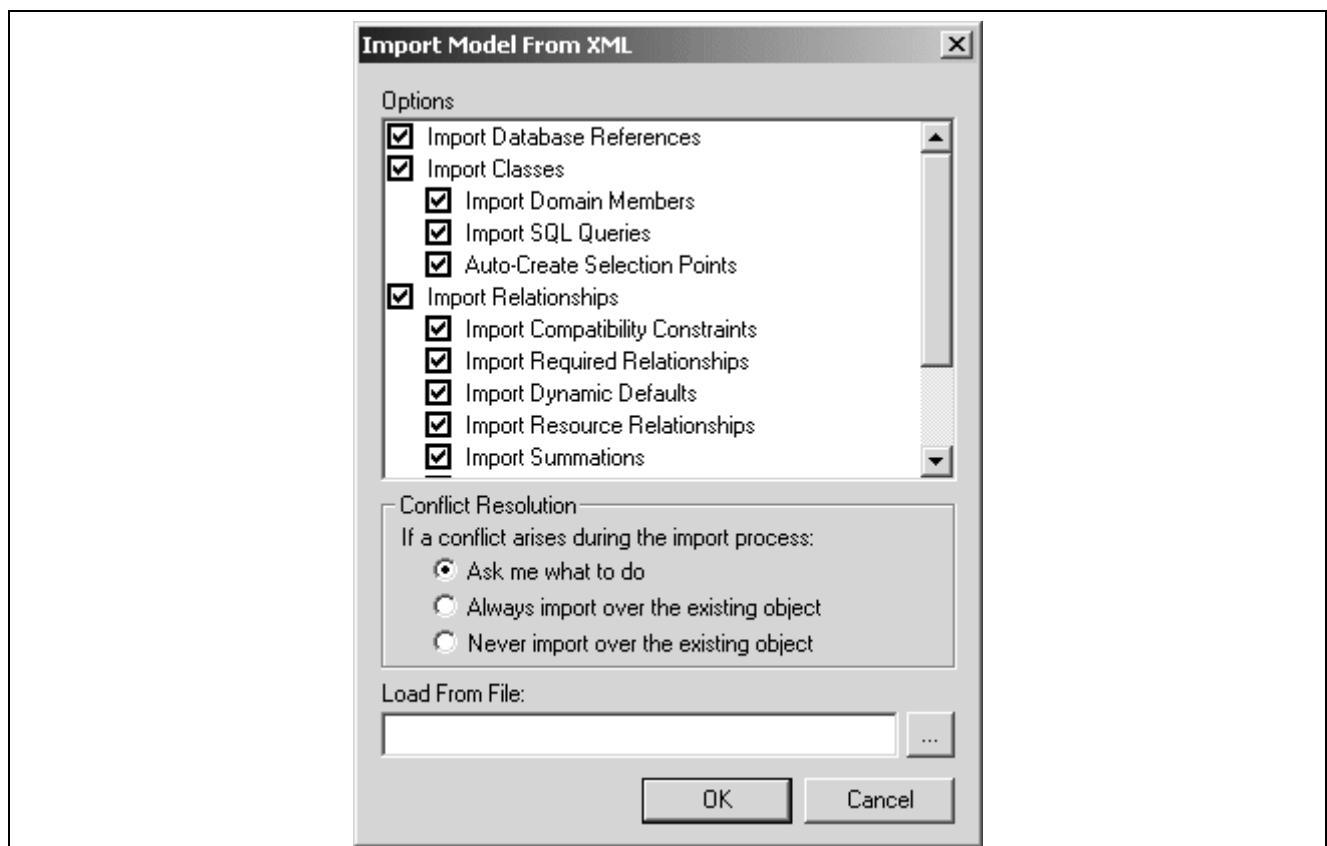 Import Model From XML
Options
Import Database References
Import Classes
Import Domain Members
Import SQL Queries
Auto-Create Selection Points
Import Relationships
Import Compatibility Constraints
Import Required Relationships
Import Dynamic Defaults
Import Resource Relationships
Import Summations
Conflict Resolution
If a conflict arises during the import process:
Ask me what to do
Always import over the existing object
Never import over the existing object
Load From File:
...
OK Cancel